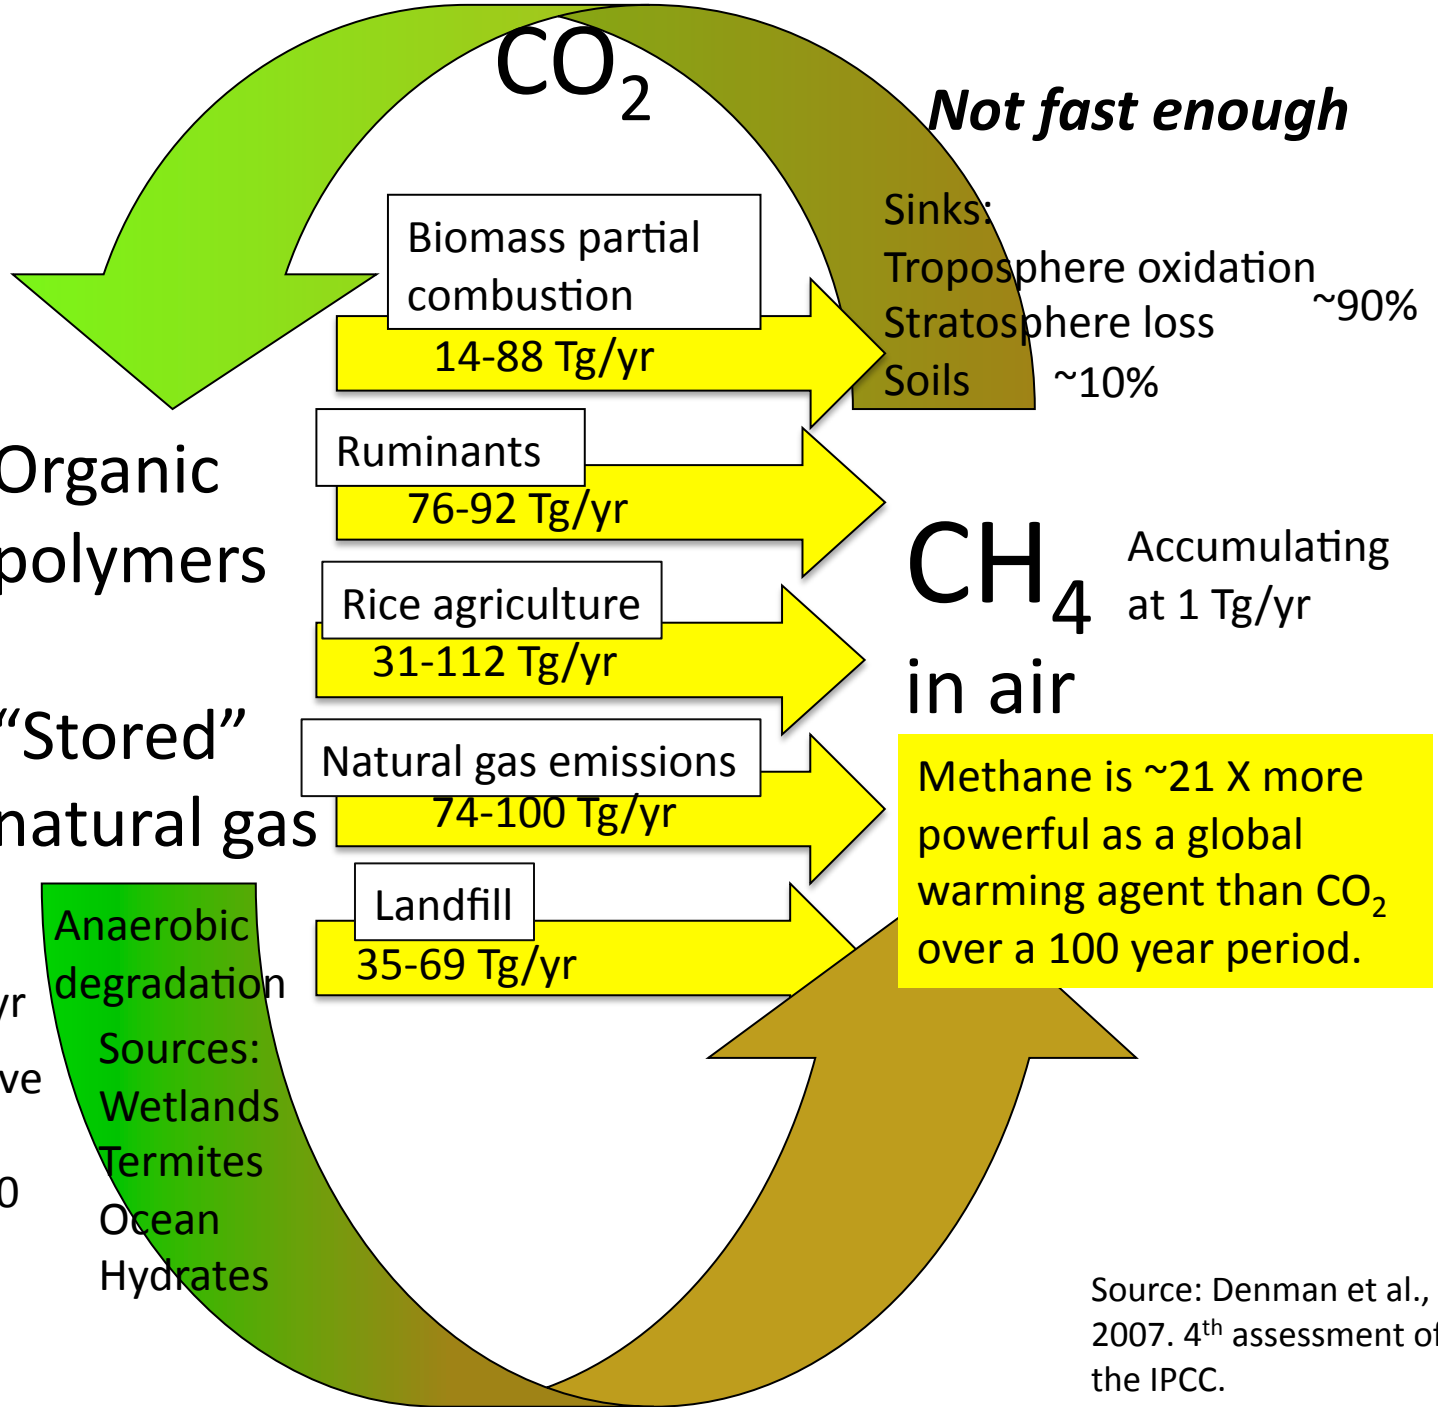 CO₂
Not fast enough
Sinks:
Troposphere oxidation
Stratosphere loss
~90%
Soils ~10%
Biomass partial
combustion
14-88 Tg/yr
Ruminants
76-92 Tg/yr
Rice agriculture
31-112 Tg/yr
Natural gas emissions
74-100 Tg/yr
Landfill
35-69 Tg/yr
Organic
polymers
“Stored”
natural gas
CH₄
in air
Accumulating
at 1 Tg/yr
Methane is ~21 X more
powerful as a global
warming agent than CO₂
over a 100 year period.
Anaerobic
degradation
Sources:
Wetlands
Termites
Ocean
Hydrates
Source: Denman et al.,
2007. 4th assessment of
the IPCC.